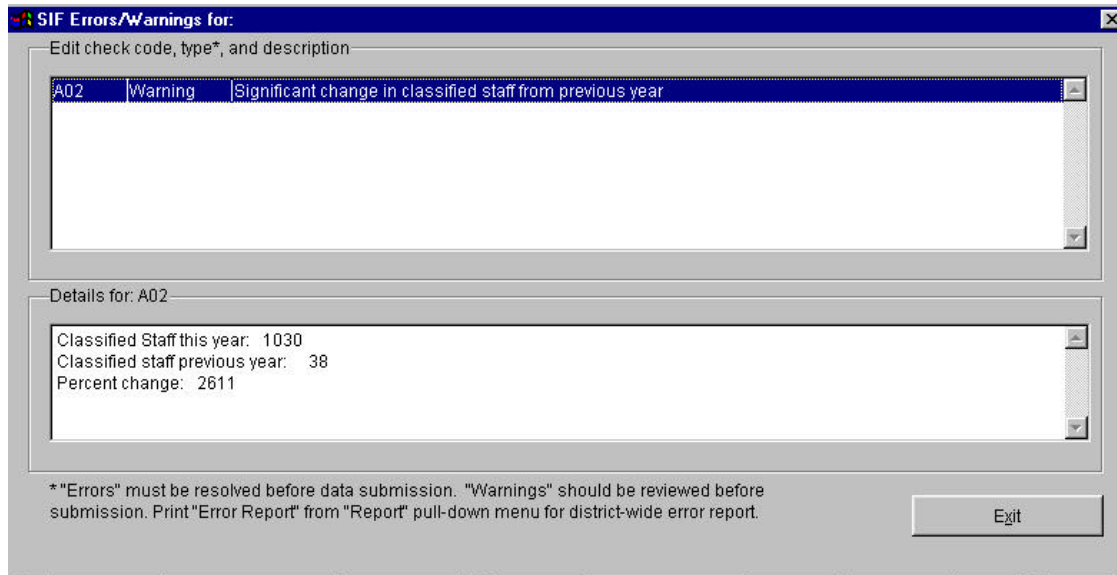 SIF Errors/Warnings for:
Edit check code, type*, and description
A02 Warning Significant change in classified staff from previous year
Details for: A02
Classified Staff this year: 1030
Classified staff previous year: 38
Percent change: 2611
* "Errors" must be resolved before data submission. "Warnings" should be reviewed before
submission. Print "Error Report" from "Report" pull-down menu for district-wide error report.
Exit